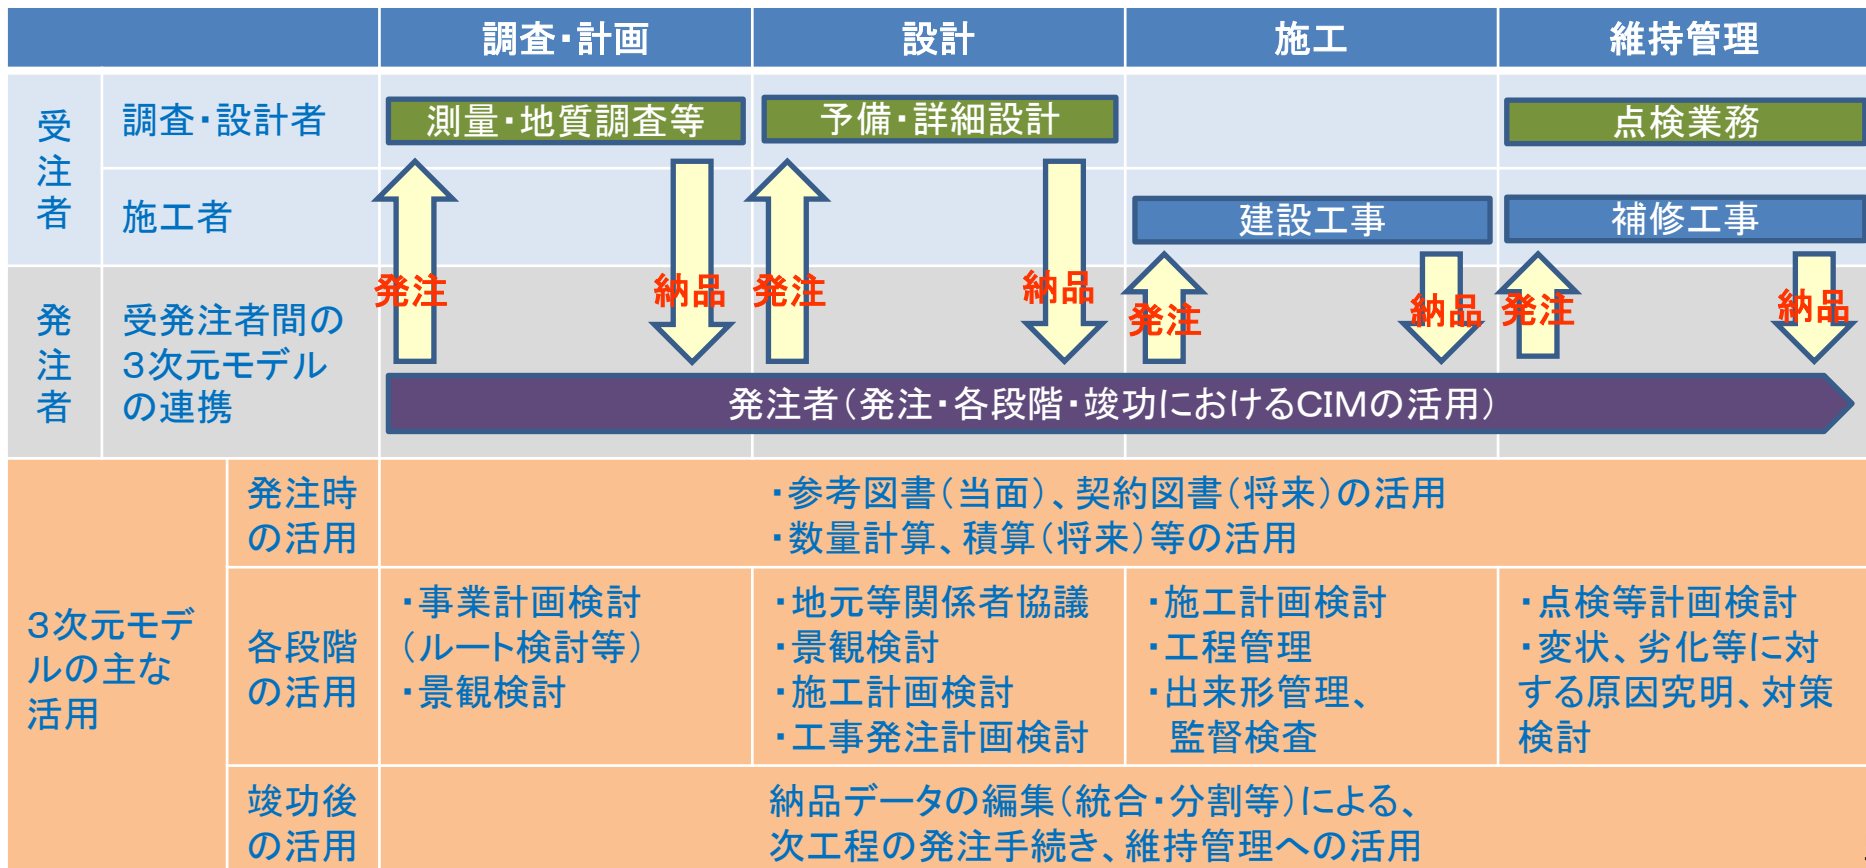 調査・計画
設計
施工
維持管理
受注者
調査・設計者
測量・地質調査等
予備・詳細設計
点検業務
施工者
建設工事
補修工事
発注
納品
発注
納品
発注
納品
発注
納品
発注者
受発注者間の
3次元モデル
の連携
発注者(発注・各段階・竣功におけるCIMの活用)
3次元モデ
ルの主な
活用
発注時
の活用
・参考図書(当面)、契約図書(将来)の活用
・数量計算、積算(将来)等の活用
各段階
の活用
・事業計画検討
(ルート検討等)
・景観検討
・地元等関係者協議
・景観検討
・施工計画検討
・工事発注計画検討
・施工計画検討
・工程管理
・出来形管理、
監督検査
・点検等計画検討
・変状、劣化等に対
する原因究明、対策
検討
竣功後
の活用
納品データの編集(統合・分割等)による、
次工程の発注手続き、維持管理への活用